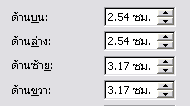 ด้านบน: 2.54 ซม.
ด้านล่าง: 2.54 ซม.
ด้านซ้าย: 3.17 ซม.
ด้านขวา: 3.17 ซม.